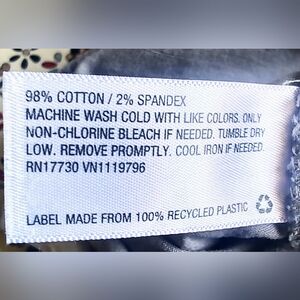 98% COTTON / 2% SPANDEX
MACHINE WASH COLD WITH LIKE COLORS. ONLY
NON-CHLORINE BLEACH IF NEEDED. TUMBLE DRY
LOW. REMOVE PROMPTLY. COOL IRON IF NEEDED.
RN17730 VN1119796
LABEL MADE FROM 100% RECYCLED PLASTIC